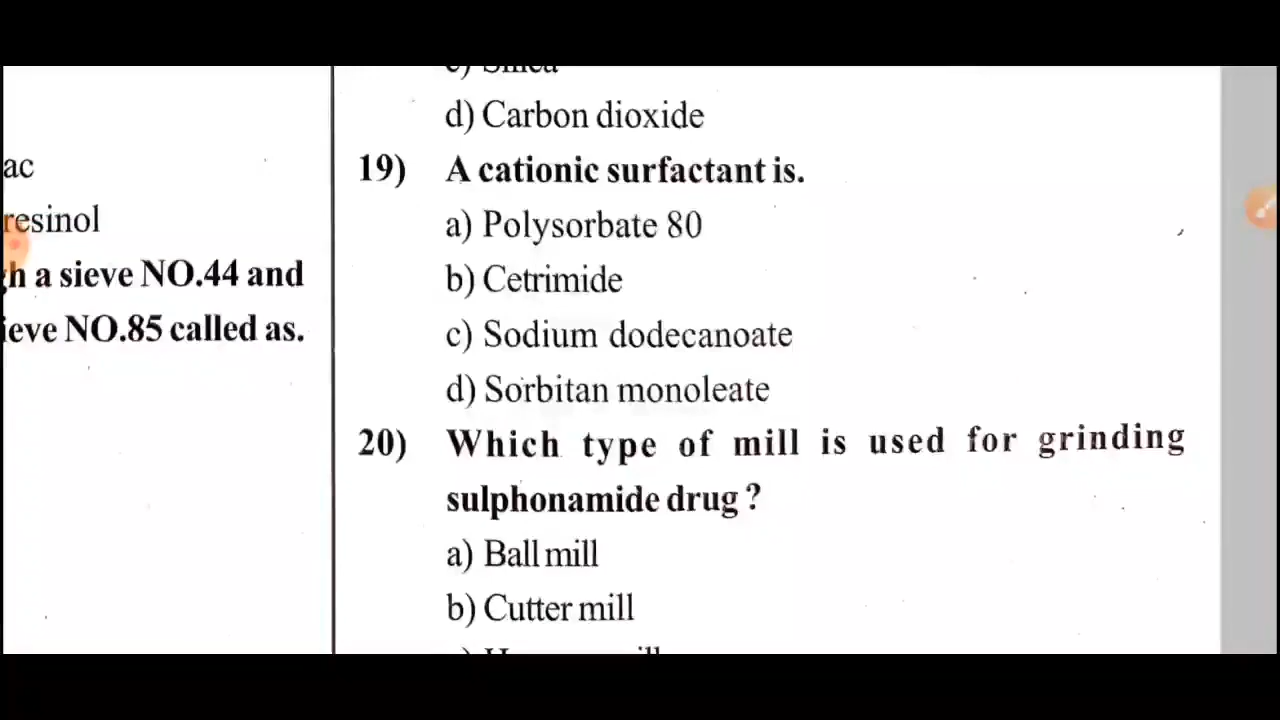 ac
resinol
h a sieve NO.44 and
ieve NO.85 called as.
d) Carbon dioxide
19) A cationic surfactant is.
a) Polysorbate 80
b) Cetrimide
c) Sodium dodecanoate
d) Sorbitan monoleate
20) Which type of mill is used for grinding
sulphonamide drug ?
a) Ball mill
b) Cutter mill